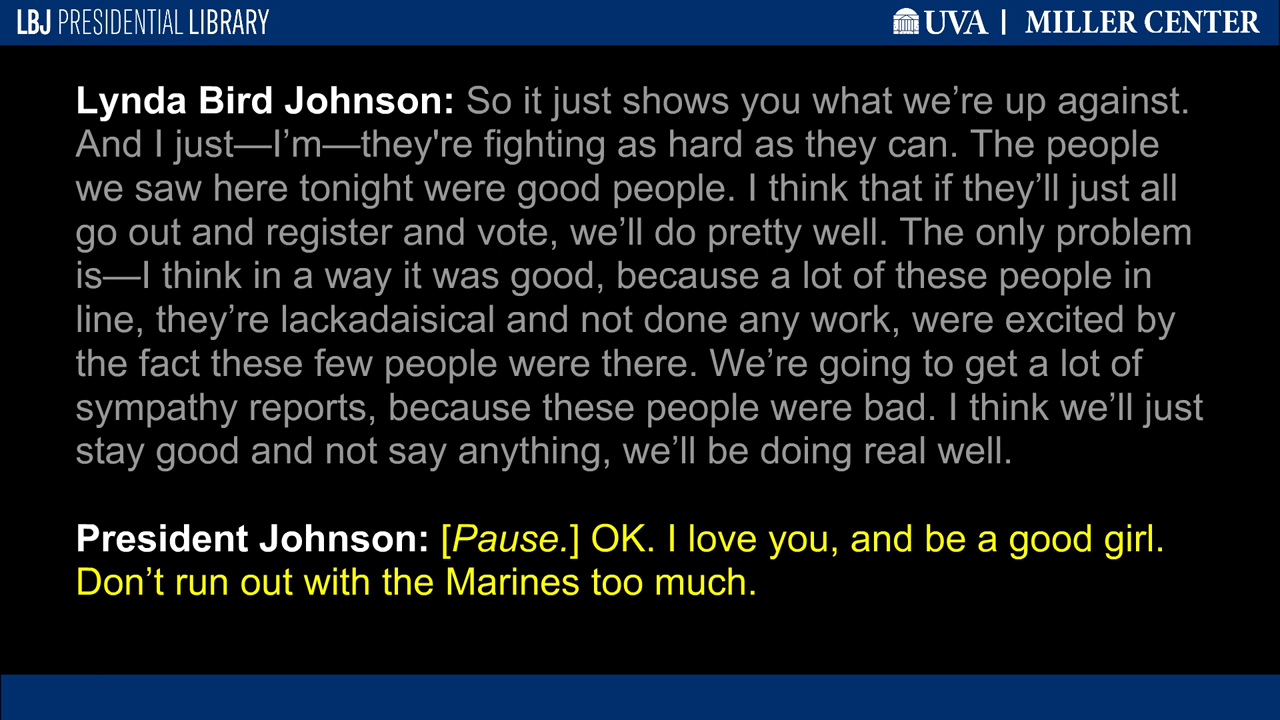 LBJ PRESIDENTIAL LIBRARY
UVA | MILLER CENTER
Lynda Bird Johnson: So it just shows you what we’re up against.
And I just—I’m—they're fighting as hard as they can. The people
we saw here tonight were good people. I think that if they’ll just all
go out and register and vote, we’ll do pretty well. The only problem
is—I think in a way it was good, because a lot of these people in
line, they’re lackadaisical and not done any work, were excited by
the fact these few people were there. We’re going to get a lot of
sympathy reports, because these people were bad. I think we’ll just
stay good and not say anything, we’ll be doing real well.
President Johnson: [Pause.] OK. I love you, and be a good girl.
Don’t run out with the Marines too much.